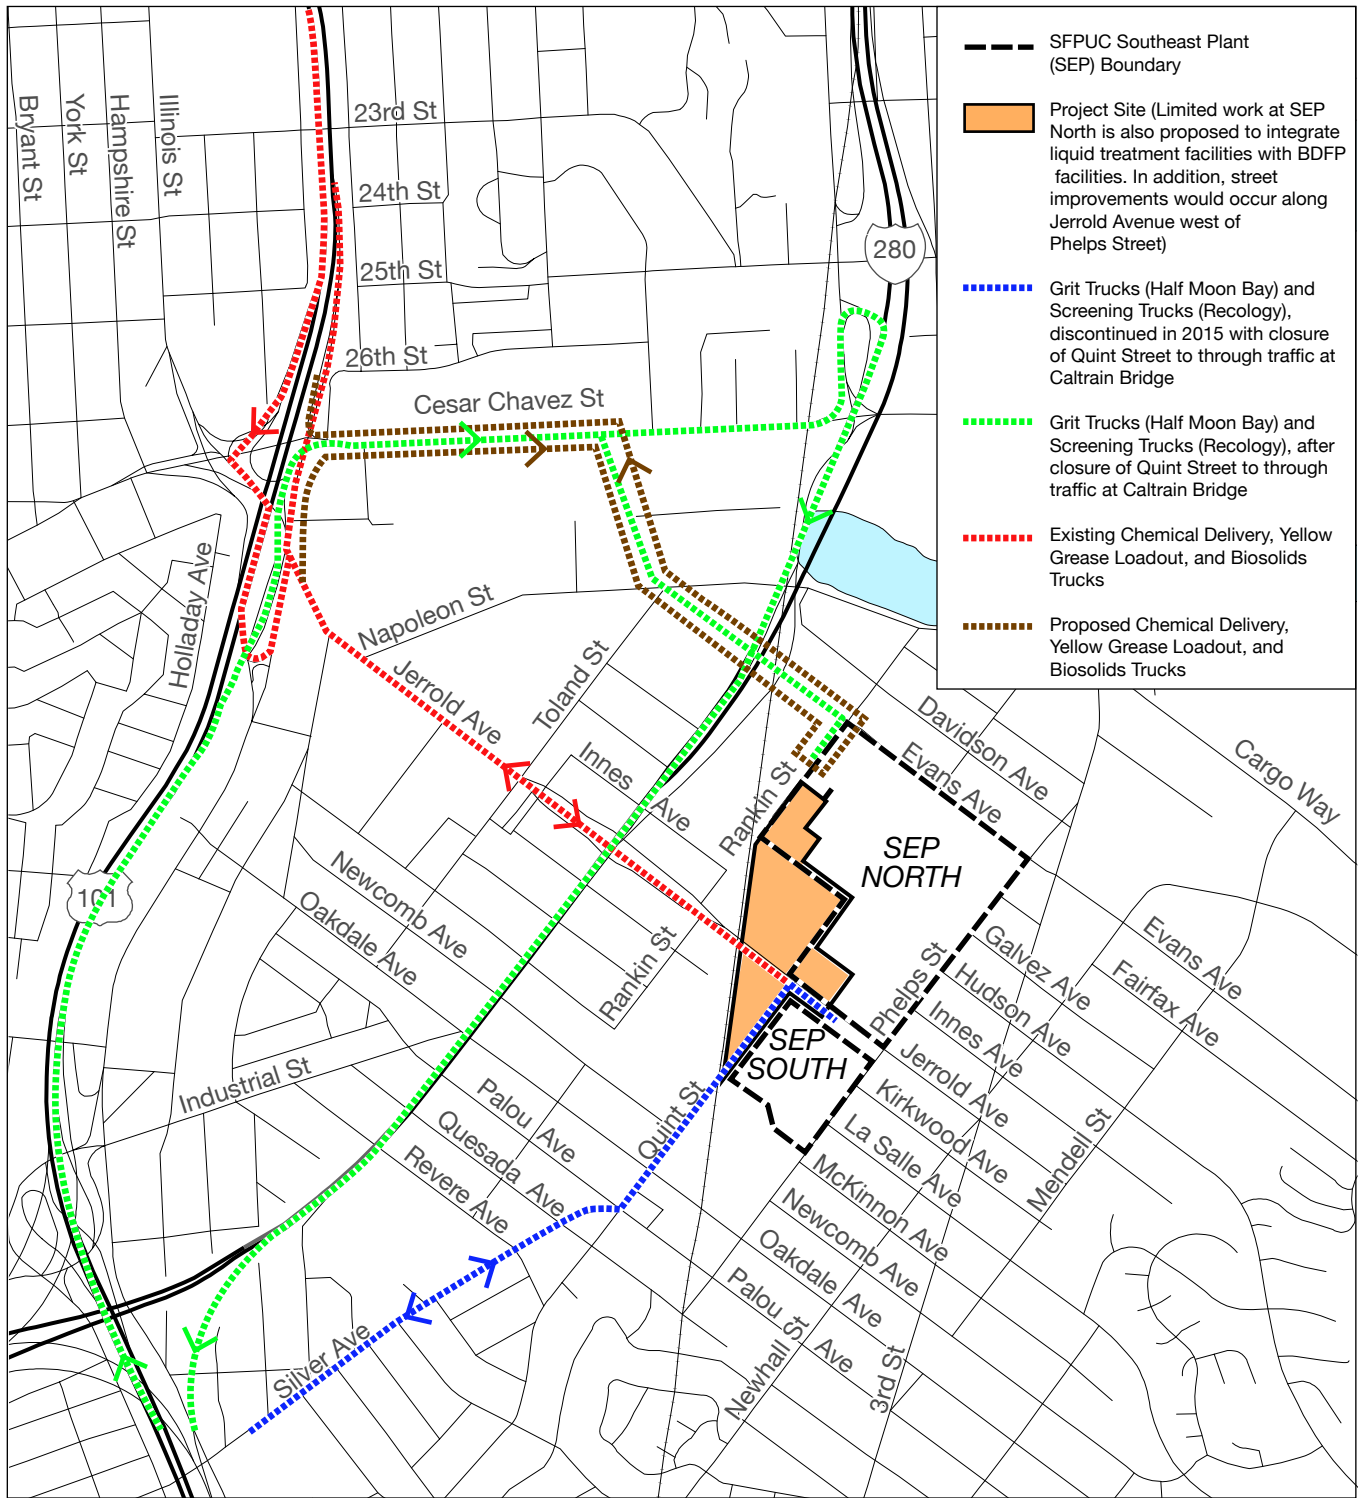 SFPUC Southeast Plant
(SEP) Boundary
Project Site (Limited work at SEP
North is also proposed to integrate
liquid treatment facilities with BDFP
facilities. In addition, street
improvements would occur along
Jerrold Avenue west of
Phelps Street)
Grit Trucks (Half Moon Bay) and
Screening Trucks (Recology),
discontinued in 2015 with closure
of Quint Street to through traffic at
Caltrain Bridge
Grit Trucks (Half Moon Bay) and
Screening Trucks (Recology), after
closure of Quint Street to through
traffic at Caltrain Bridge
Existing Chemical Delivery, Yellow
Grease Loadout, and Biosolids
Trucks
Proposed Chemical Delivery,
Yellow Grease Loadout, and
Biosolids Trucks
Bryant St
York St
Hampshire St
Illinois St
23rd St
24th St
25th St
26th St
280
Cesar Chavez St
Holladay Ave
Napoleon St
Jerrold Ave
Toland St
Innes Ave
Rankin St
Davidson Ave
Evans Ave
Cargo Way
SEP
NORTH
101
Newcomb Ave
Oakdale Ave
Rankin St
Phelps St
Galvez Ave
Hudson Ave
Innes Ave
Evans Ave
Fairfax Ave
SEP
SOUTH
Jerrold Ave
Kirkwood Ave
La Salle Ave
McKinnon Ave
Newcomb Ave
Oakdale Ave
Palou Ave
Mendell St
Industrial St
Palou Ave
Quesada Ave
Revere Ave
Quint St
Silver Ave
Newhall St
3rd St